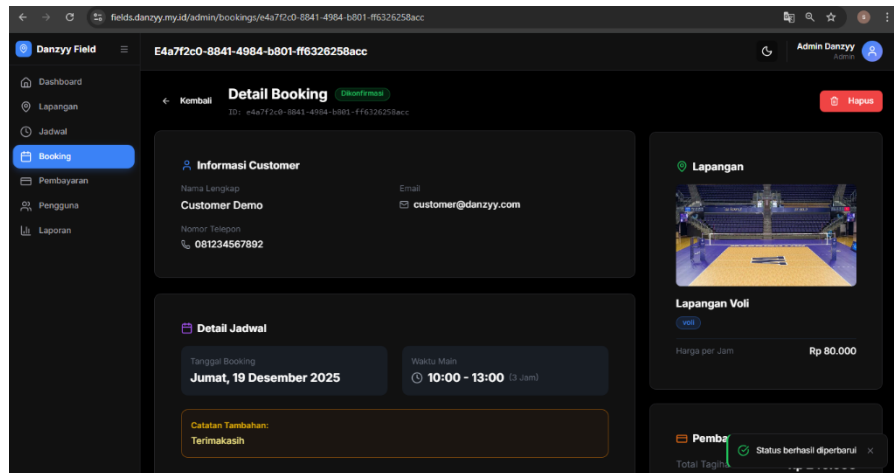 fields.danzyy.my.id/admin/bookings/e4a7f2c0-8841-4984-b801-ff6326258acc
Danzyy Field
E4a7f2c0-8841-4984-b801-ff6326258acc
Admin Danzyy
Admin
Dashboard
Lapangan
Jadwal
Booking
Pembayaran
Pengguna
Laporan
Kembali
Detail Booking
Dikonfirmasi
ID: e4a7f2c0-8841-4984-b801-ff6326258acc
Hapus
Informasi Customer
Nama Lengkap
Customer Demo
Email
customer@danzyy.com
Nomor Telepon
081234567892
Detail Jadwal
Tanggal Booking
Jumat, 19 Desember 2025
Waktu Main
10:00 - 13:00 (3 Jam)
Catatan Tambahan:
Terimakasih
Lapangan
Lapangan Voli
voli
Harga per Jam
Rp 80.000
Status berhasil diperbarui